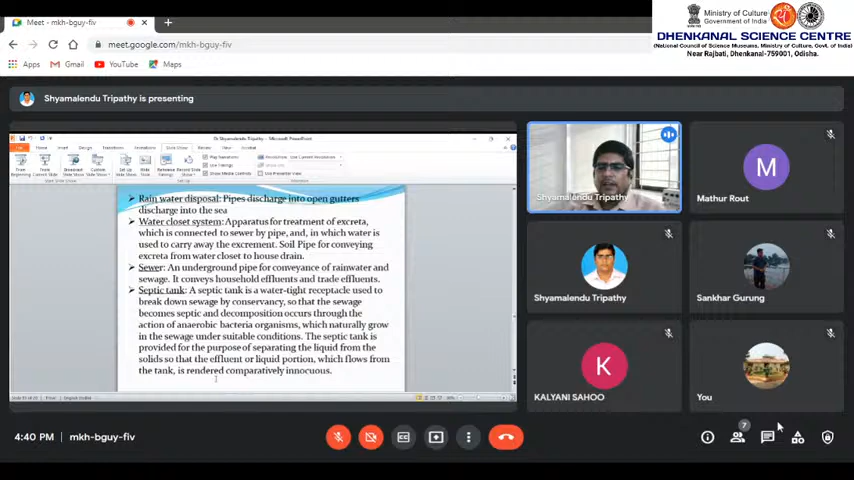 Meet - mkh-bguy-fiv
meet.google.com/mkh-bguy-fiv
Apps
Gmail
YouTube
Maps
Ministry of Culture
Government of India
DHENKANAL SCIENCE CENTRE
(National Council of Science Museums, Ministry of Culture, Govt. of India)
Near Rajbati, Dhenkanal-759001, Odisha.
Shyamalendu Tripathy is presenting
Dr Shyamalendu Tripathy - Microsoft PowerPoint
Rain water disposal: Pipes discharge into open gutters
discharge into the sea
Water closet system: Apparatus for treatment of excreta,
which is connected to sewer by pipe, and, in which water is
used to carry away the excrement. Soil Pipe for conveying
excreta from water closet to house drain.
Sewer: An underground pipe for conveyance of rainwater and
sewage. It conveys household effluents and trade effluents.
Septic tank: A septic tank is a water-tight receptacle used to
break down sewage by conservancy, so that the sewage
becomes septic and decomposition occurs through the
action of anaerobic bacteria organisms, which naturally grow
in the sewage under suitable conditions. The septic tank is
provided for the purpose of separating the liquid from the
solids so that the effluent or liquid portion, which flows from
the tank, is rendered comparatively innocuous.
Shyamalendu Tripathy
M
Mathur Rout
Shyamalendu Tripathy
Sankhar Gurung
K
KALYANI SAHOO
You
4:40 PM | mkh-bguy-fiv
7